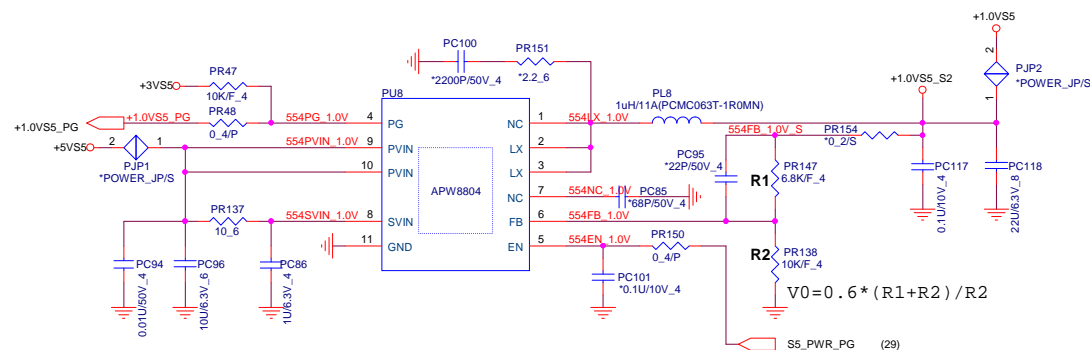 +1.0VS5
2
PJP2
*POWER_JP/S
1
PC100
*2200P/50V_4
PR151
*2.2_6
+3VS5
PR47
10K/F_4
PR48
0_4/P
+1.0VS5_PG
+1.0VS5_PG
554PG_1.0V
+5VS5
2
1
PJP1
*POWER_JP/S
554PVIN_1.0V
PU8
4
PG
9
PVIN
10
PVIN
8
SVIN
11
GND
APW8804
NC
1
LX
2
LX
3
NC
7
FB
6
EN
5
554LX_1.0V
PL8
1uH/11A(PCMC063T-1R0MN)
+1.0VS5_S2
554FB_1.0V_S
PR154
*0_2/S
PC95
*22P/50V_4
R1
PR147
6.8K/F_4
PC117
0.1U/10V_4
PC118
22U/6.3V_8
554NC_1.0V
PC85
*68P/50V_4
554FB_1.0V
554EN_1.0V
PR150
0_4/P
R2
PR138
10K/F_4
PC101
*0.1U/10V_4
V0=0.6*(R1+R2)/R2
PR137
10_6
554SVIN_1.0V
PC94
0.01U/50V_4
PC96
10U/6.3V_6
PC86
1U/6.3V_4
S5_PWR_PG
(29)